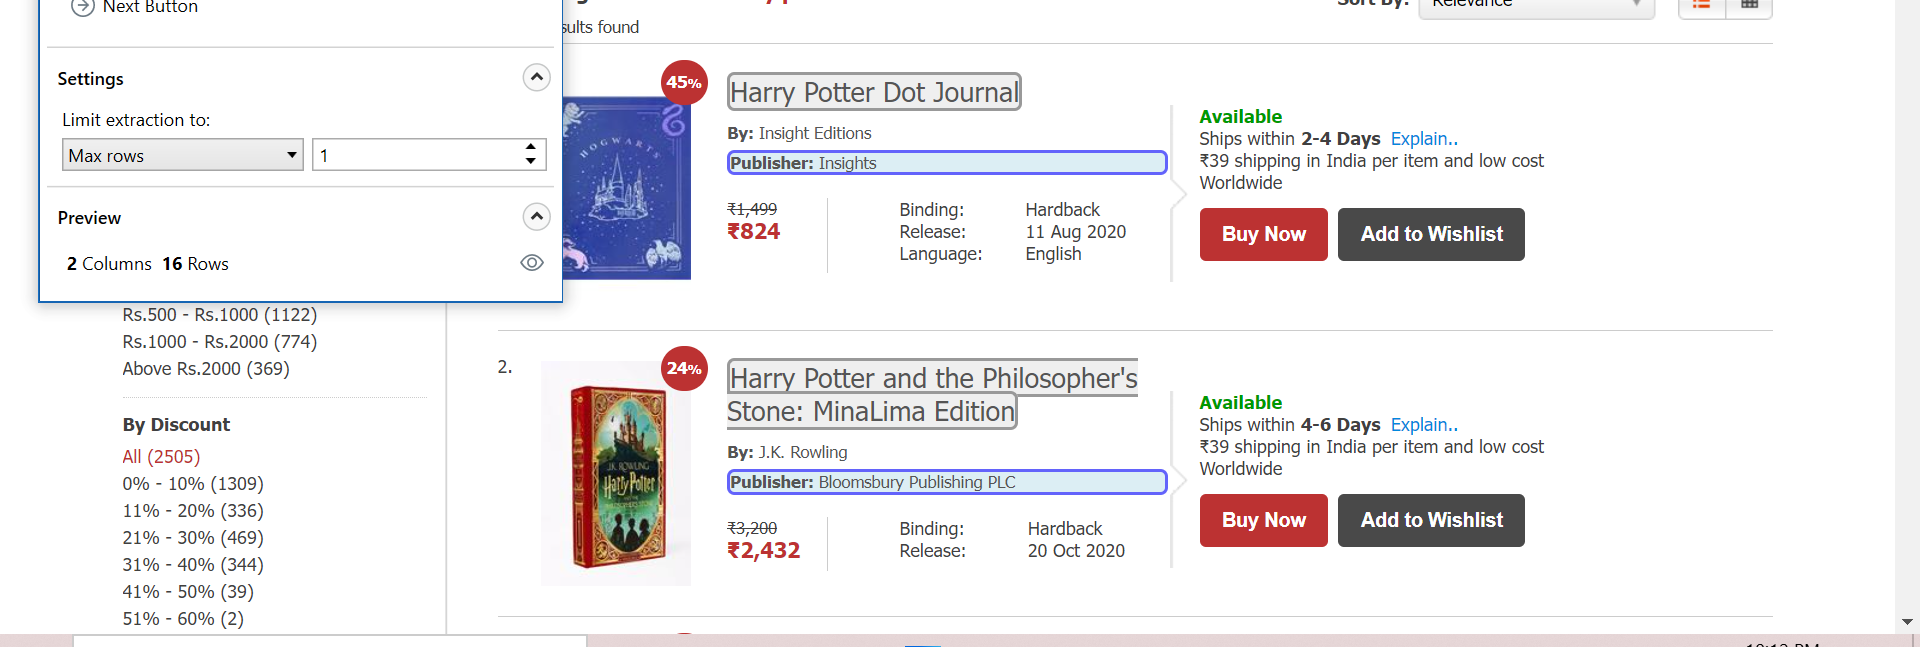 Next Button
Settings
Limit extraction to:
Max rows 1
Preview
2 Columns 16 Rows
Rs.500 - Rs.1000 (1122)
Rs.1000 - Rs.2000 (774)
Above Rs.2000 (369)
By Discount
All (2505)
0% - 10% (1309)
11% - 20% (336)
21% - 30% (469)
31% - 40% (344)
41% - 50% (39)
51% - 60% (2)
Sort By: Relevance
found
45%
HOGWARTS
Harry Potter Dot Journal
By: Insight Editions
Publisher: Insights
₹1,499
₹824
Binding: Hardback
Release: 11 Aug 2020
Language: English
Available
Ships within 2-4 Days Explain..
₹39 shipping in India per item and low cost
Worldwide
Buy Now Add to Wishlist
2.
24%
J.K. ROWLING
Harry Potter
Harry Potter and the Philosopher's
Stone: MinaLima Edition
By: J.K. Rowling
Publisher: Bloomsbury Publishing PLC
₹3,200
₹2,432
Binding: Hardback
Release: 20 Oct 2020
Available
Ships within 4-6 Days Explain..
₹39 shipping in India per item and low cost
Worldwide
Buy Now Add to Wishlist